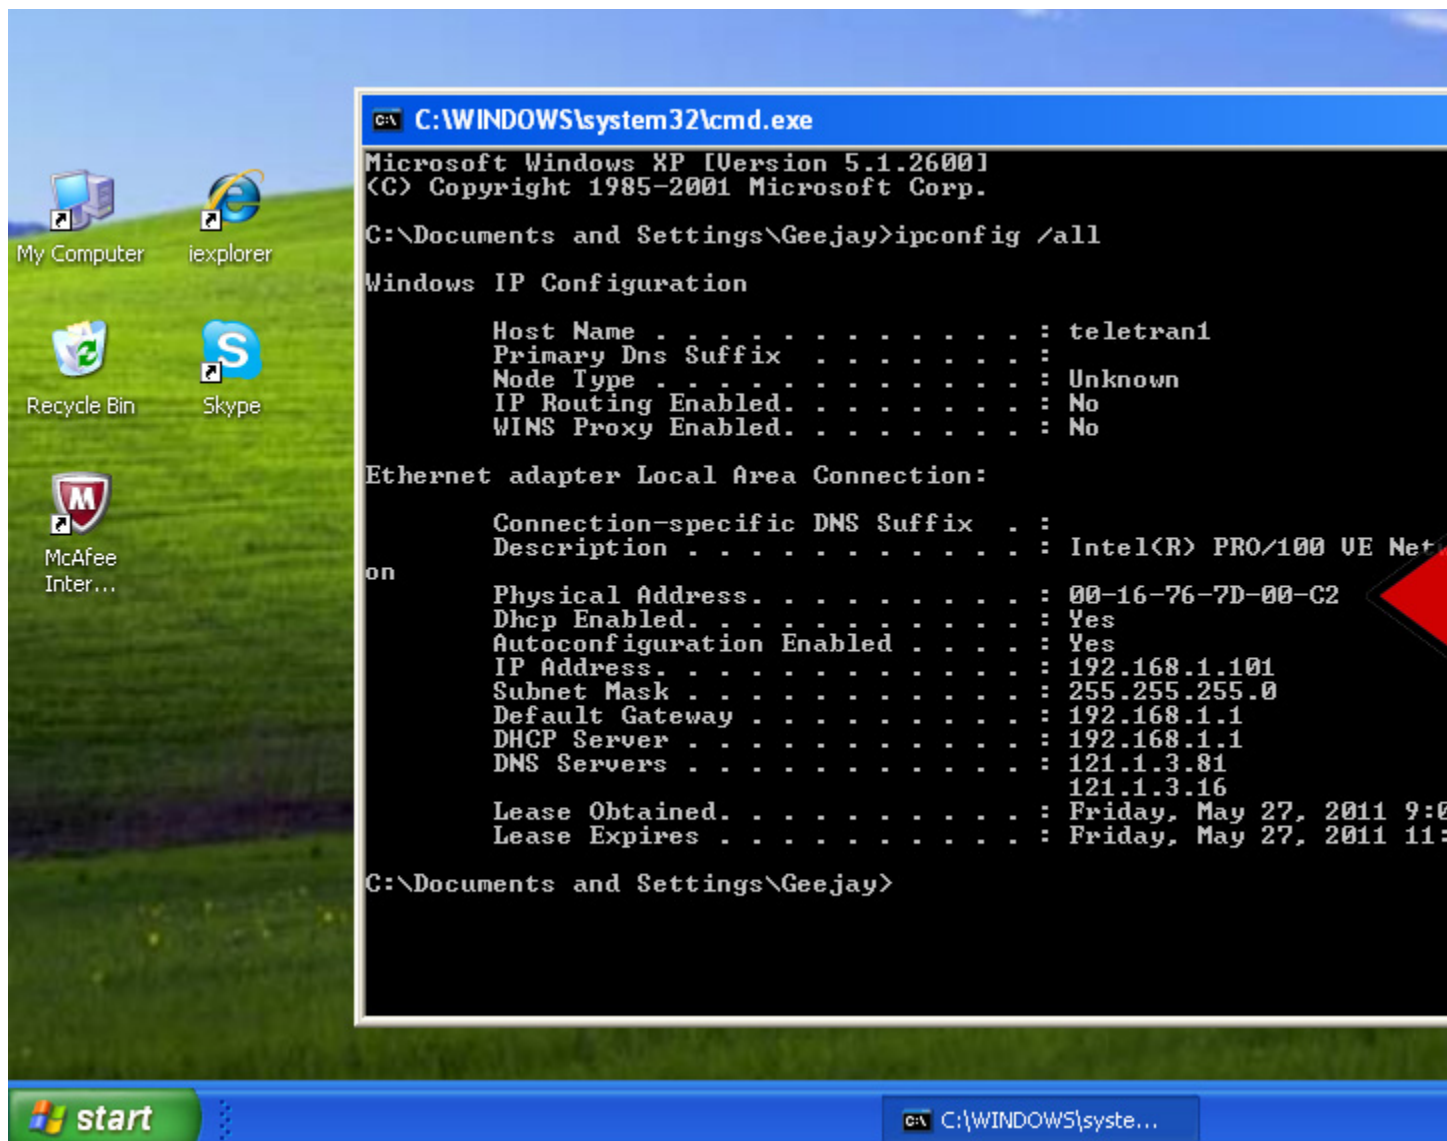 C:\WINDOWS\system32\cmd.exe
Microsoft Windows XP [Version 5.1.2600]
(C) Copyright 1985-2001 Microsoft Corp.
C:\Documents and Settings\Geejay>ipconfig /all
Windows IP Configuration
Host Name . . . . . . . . . . . . : teletran1
Primary Dns Suffix  . . . . . . . :
Node Type . . . . . . . . . . . . : Unknown
IP Routing Enabled. . . . . . . . : No
WINS Proxy Enabled. . . . . . . . : No
Ethernet adapter Local Area Connection:
Connection-specific DNS Suffix  . :
Description . . . . . . . . . . . : Intel(R) PRO/100 VE Net
on
Physical Address. . . . . . . . . : 00-16-76-7D-00-C2
Dhcp Enabled. . . . . . . . . . . : Yes
Autoconfiguration Enabled . . . . : Yes
IP Address. . . . . . . . . . . . : 192.168.1.101
Subnet Mask . . . . . . . . . . . : 255.255.255.0
Default Gateway . . . . . . . . . : 192.168.1.1
DHCP Server . . . . . . . . . . . : 192.168.1.1
DNS Servers . . . . . . . . . . . : 121.1.3.81
121.1.3.16
Lease Obtained. . . . . . . . . . : Friday, May 27, 2011 9:0
Lease Expires . . . . . . . . . . : Friday, May 27, 2011 11:
C:\Documents and Settings\Geejay>
My Computer
iexplorer
Recycle Bin
Skype
McAfee
Inter...
start
C:\WINDOWS\syste...